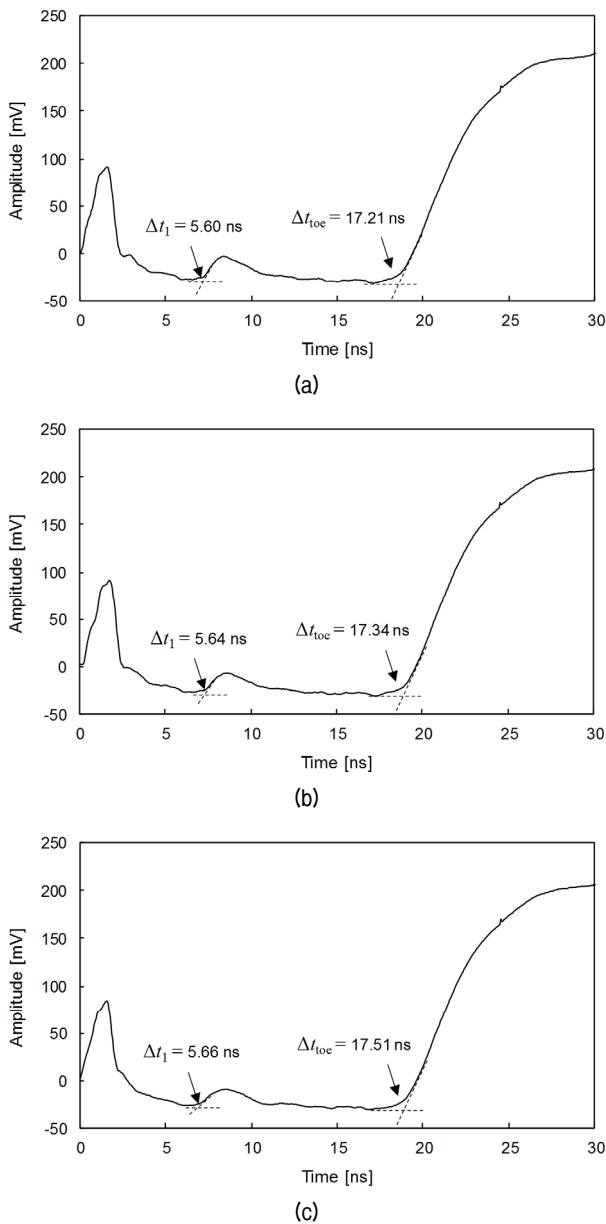 250
200
150
100
50
0
-50
Amplitude [mV]
Δt1 = 5.60 ns
Δttoe = 17.21 ns
0 5 10 15 20 25 30
Time [ns]
(a)
250
200
150
100
50
0
-50
Amplitude [mV]
Δt1 = 5.64 ns
Δttoe = 17.34 ns
0 5 10 15 20 25 30
Time [ns]
(b)
250
200
150
100
50
0
-50
Amplitude [mV]
Δt1 = 5.66 ns
Δttoe = 17.51 ns
0 5 10 15 20 25 30
Time [ns]
(c)